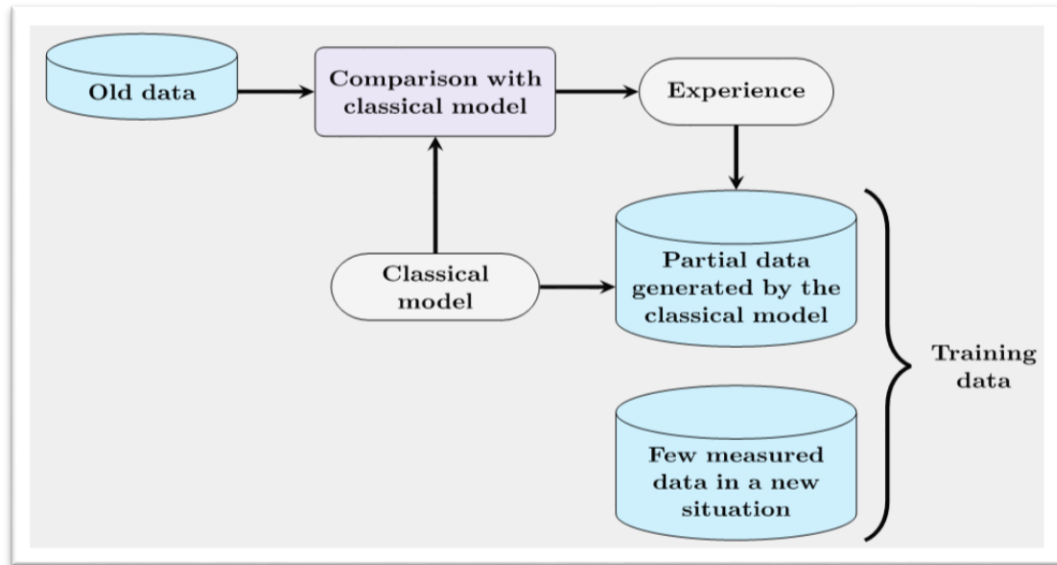 Old data
Comparison with
classical model
Experience
Classical
model
Partial data
generated by the
classical model
Training
data
Few measured
data in a new
situation